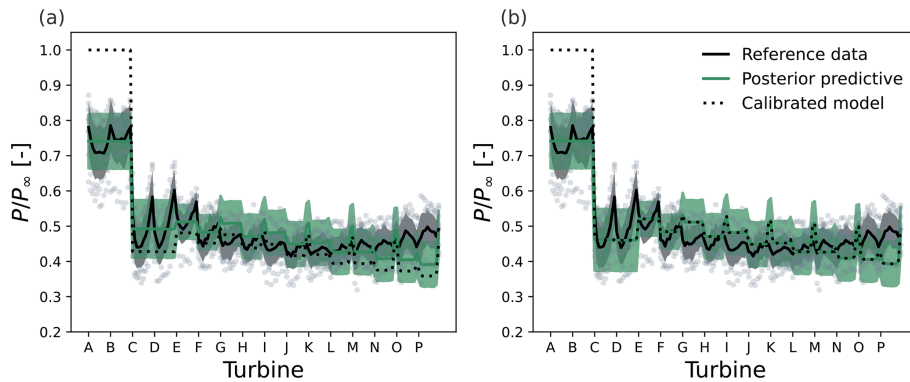 (a)
(b)
1.0
0.9
0.8
0.7
0.6
0.5
0.4
0.3
0.2
P/P∞ [-]
A B C D E F G H I J K L M N O P
Turbine
1.0
0.9
0.8
0.7
0.6
0.5
0.4
0.3
0.2
P/P∞ [-]
Reference data
Posterior predictive
Calibrated model
A B C D E F G H I J K L M N O P
Turbine